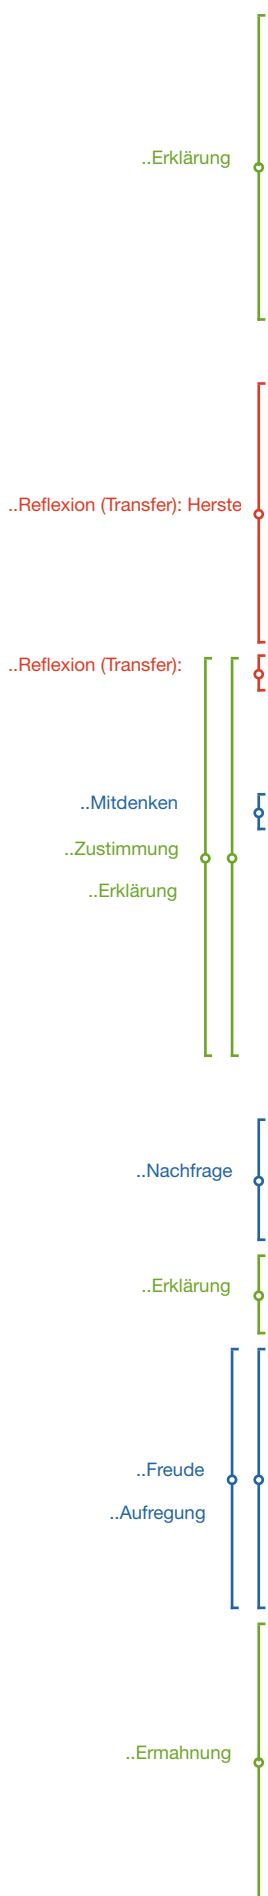 ..Erklärung
..Reflexion (Transfer): Herste
..Reflexion (Transfer):
..Mitdenken
..Zustimmung
..Erklärung
..Nachfrage
..Erklärung
..Freude
..Aufregung
..Ermahnung